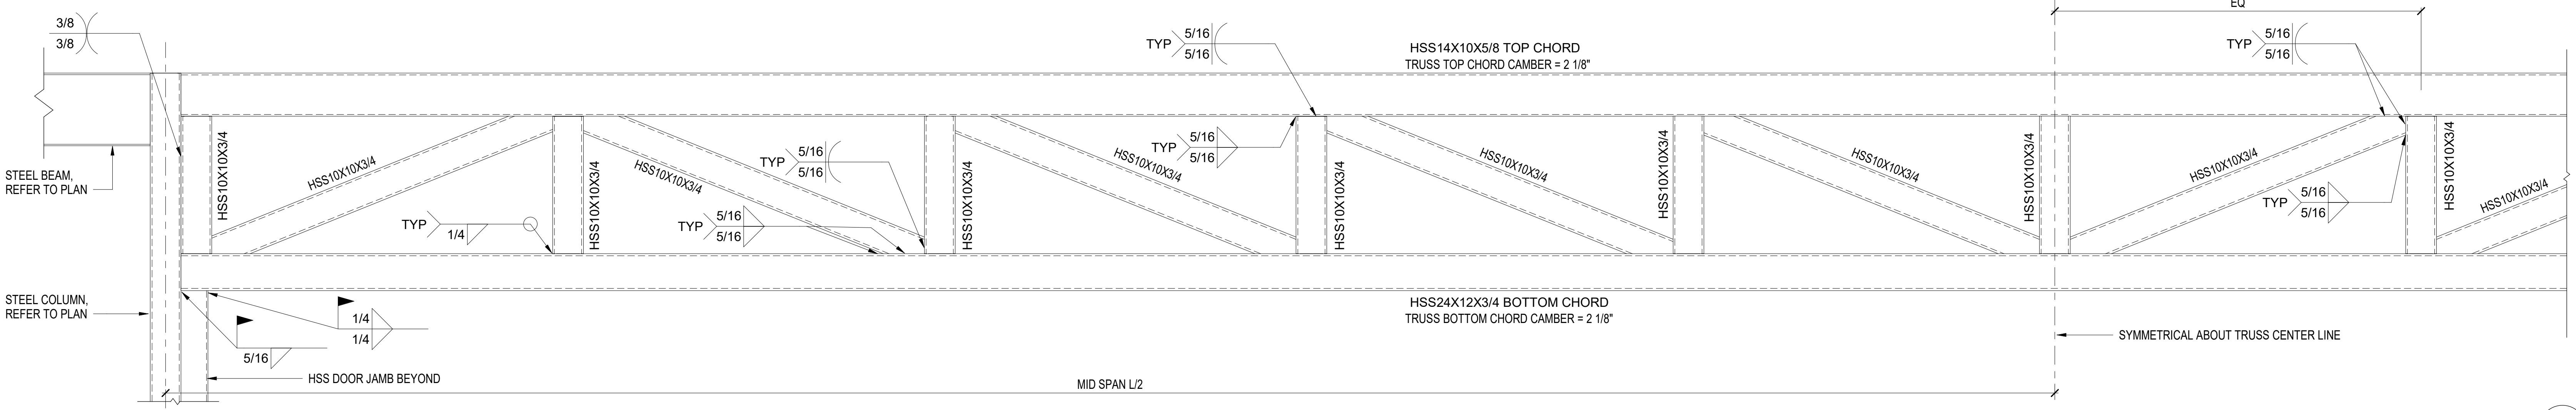 EQ
3/8
3/8
TYP
5/16
5/16
HSS14X10X5/8 TOP CHORD
TRUSS TOP CHORD CAMBER = 2 1/8"
TYP
5/16
5/16
STEEL BEAM,
REFER TO PLAN
HSS10X10X3/4
HSS10X10X3/4
TYP
1/4
HSS10X10X3/4
HSS10X10X3/4
TYP
5/16
5/16
TYP
5/16
5/16
HSS10X10X3/4
HSS10X10X3/4
TYP
5/16
5/16
HSS10X10X3/4
HSS10X10X3/4
HSS10X10X3/4
HSS10X10X3/4
HSS10X10X3/4
HSS10X10X3/4
TYP
5/16
5/16
HSS10X10X3/4
HSS10X10X3/4
STEEL COLUMN,
REFER TO PLAN
5/16
1/4
1/4
HSS24X12X3/4 BOTTOM CHORD
TRUSS BOTTOM CHORD CAMBER = 2 1/8"
SYMMETRICAL ABOUT TRUSS CENTER LINE
HSS DOOR JAMB BEYOND
MID SPAN L/2